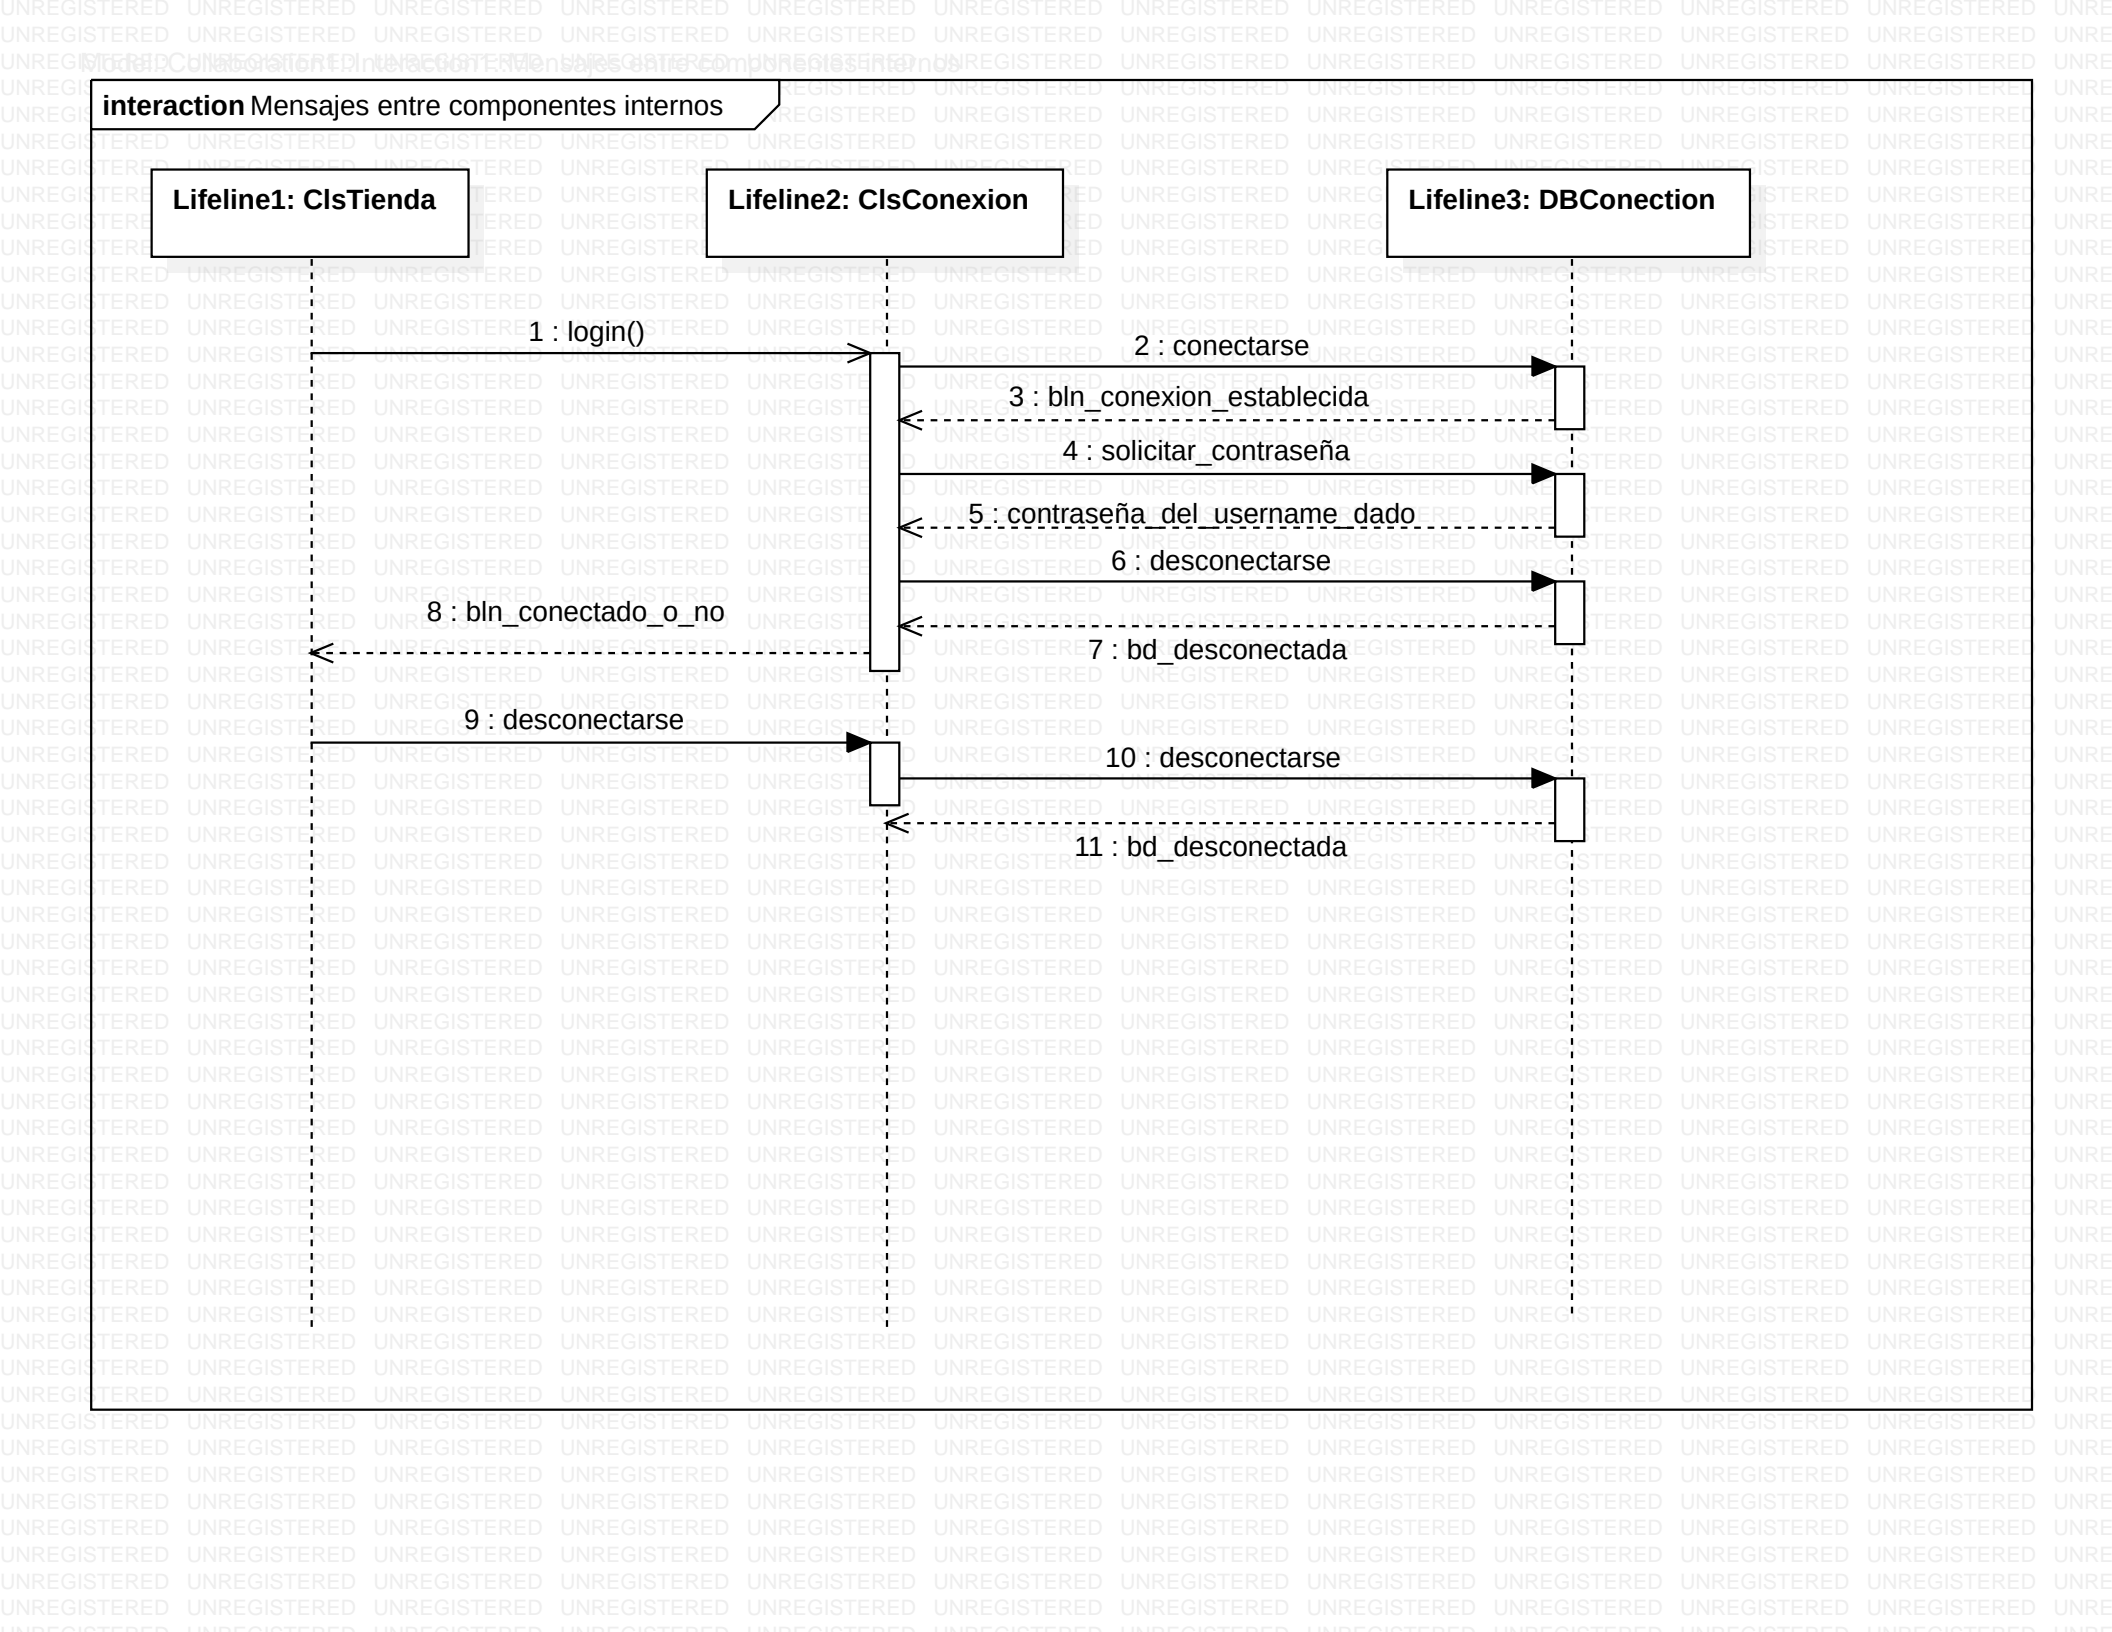 Model::Collaboration1::Interaction1::Mensajes entre componentes internos
interaction Mensajes entre componentes internos
Lifeline1: ClsTienda
Lifeline2: ClsConexion
Lifeline3: DBConection
1 : login()
2 : conectarse
3 : bln_conexion_establecida
4 : solicitar_contraseña
5 : contraseña_del_username_dado
6 : desconectarse
8 : bln_conectado_o_no
7 : bd_desconectada
9 : desconectarse
10 : desconectarse
11 : bd_desconectada
UNREGISTERED